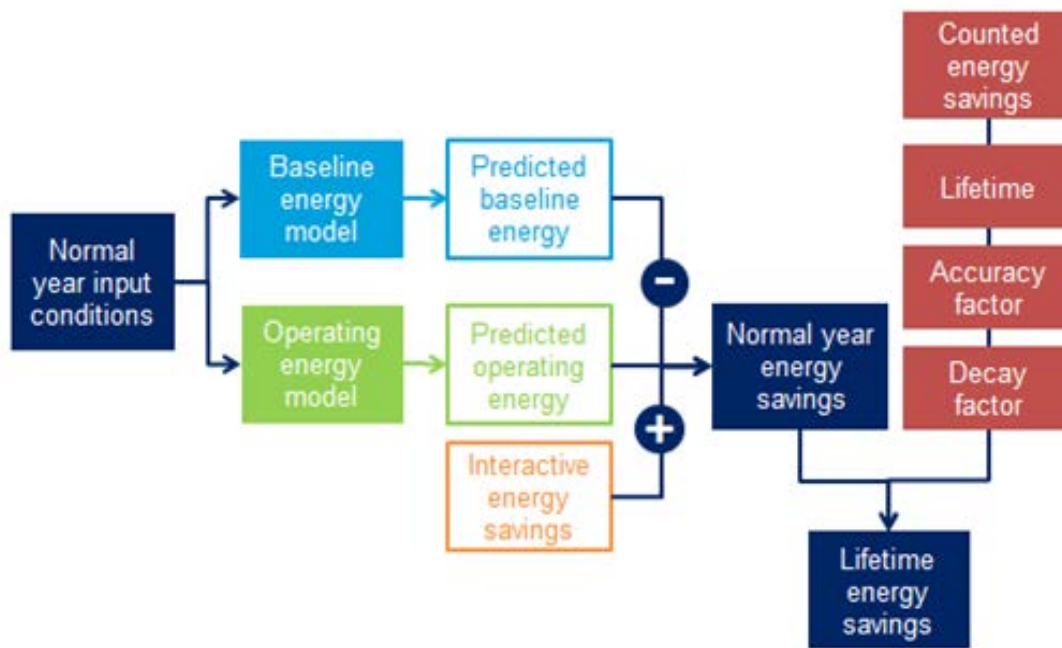 Normal
year input
conditions
Baseline
energy
model
Predicted
baseline
energy
-
Operating
energy
model
Predicted
operating
energy
+
Interactive
energy
savings
Normal year
energy
savings
Counted
energy
savings
Lifetime
Accuracy
factor
Decay
factor
Lifetime
energy
savings